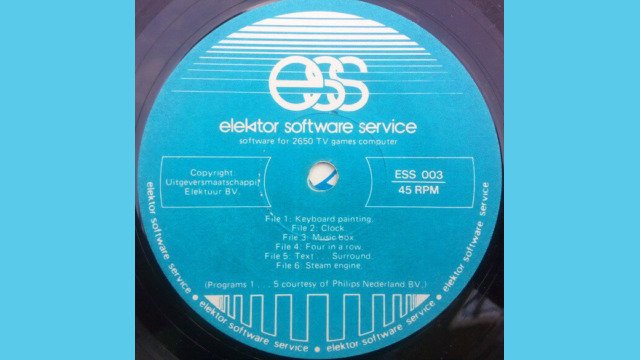 ess
elektor software service
software for 2650 TV games computer
Copyright:
Uitgeversmaatschappij
Elektuur BV.
ESS 003
45 RPM
File 1: Keyboard painting.
File 2: Clock.
File 3: Music box.
File 4: Four in a row.
File 5: Text . . . Surround.
File 6: Steam engine.
(Programs 1 . . . 5 courtesy of Philips Nederland BV.)
elektor software service • elektor software service • elektor software service • elektor software service